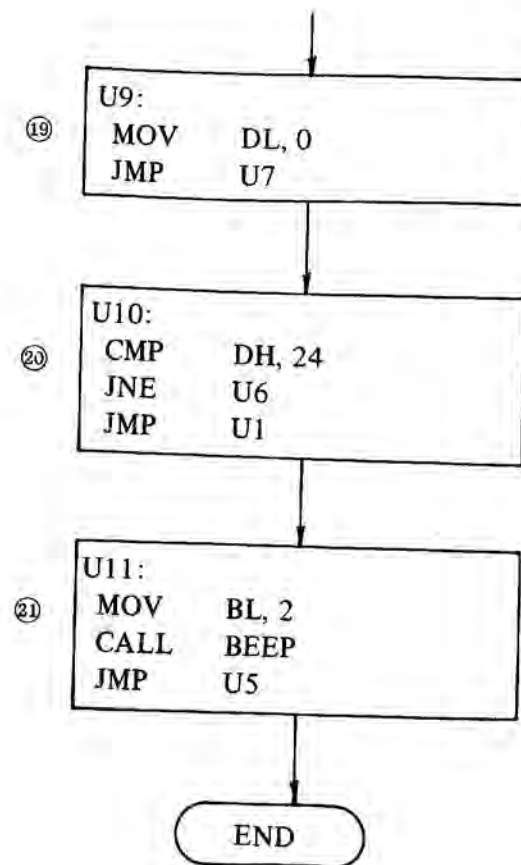 ⑲
U9:
MOV DL, 0
JMP U7
⑳
U10:
CMP DH, 24
JNE U6
JMP U1
㉑
U11:
MOV BL, 2
CALL BEEP
JMP U5
END